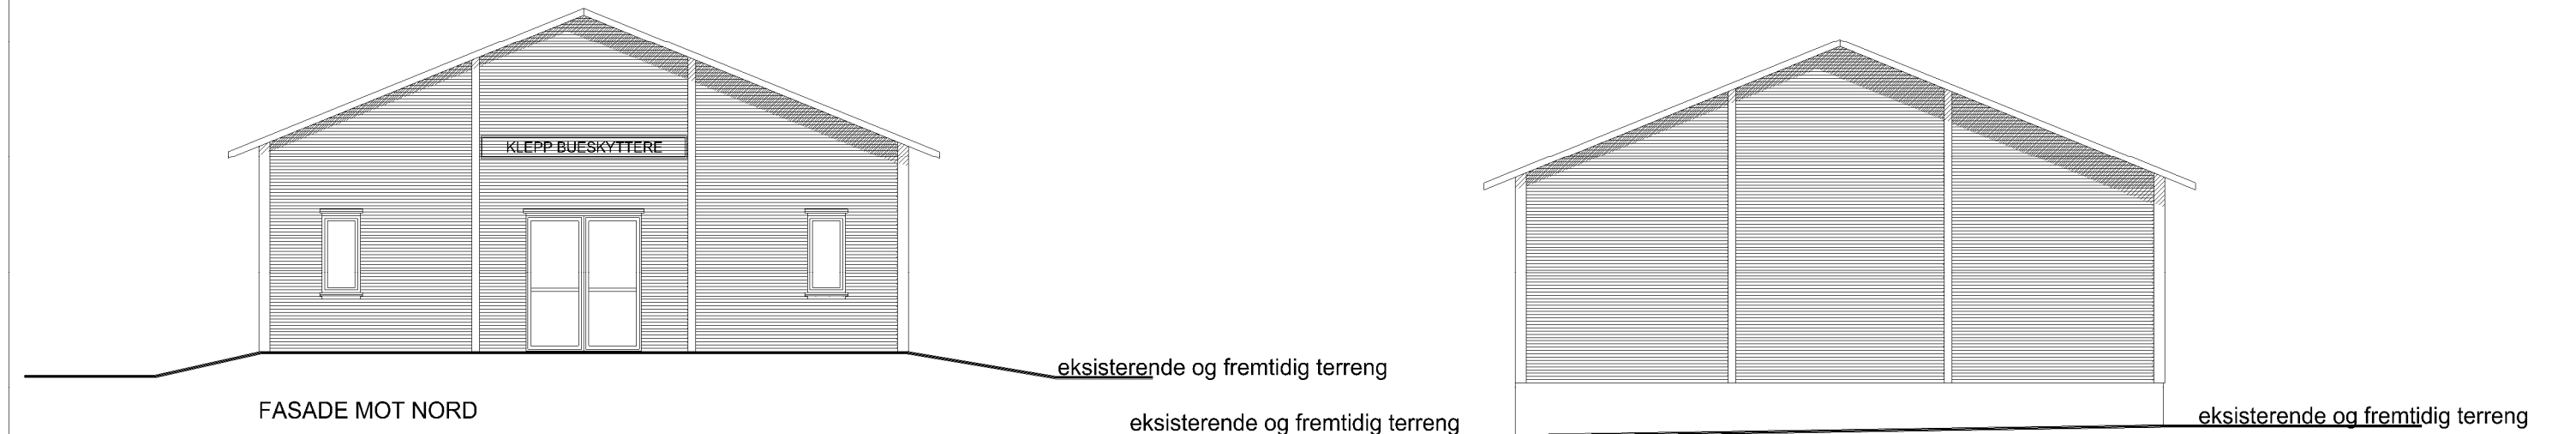 KLEPP BUESKYTTERE
eksisterende og fremtidig terreng
FASADE MOT NORD
eksisterende og fremtidig terreng
eksisterende og fremtidig terreng